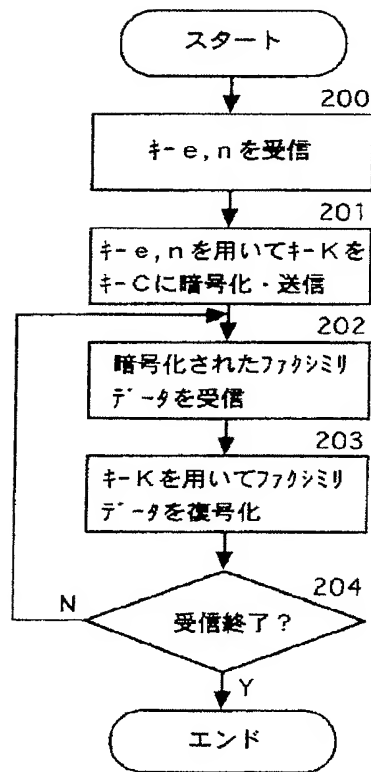 スタート
200
ｷｰe,nを受信
201
ｷｰe,nを用いてｷｰKを
ｷｰCに暗号化・送信
202
暗号化されたﾌｧｸｼﾐﾘ
ﾃﾞｰﾀを受信
203
ｷｰKを用いてﾌｧｸｼﾐﾘ
ﾃﾞｰﾀを復号化
204
N
受信終了?
Y
エンド